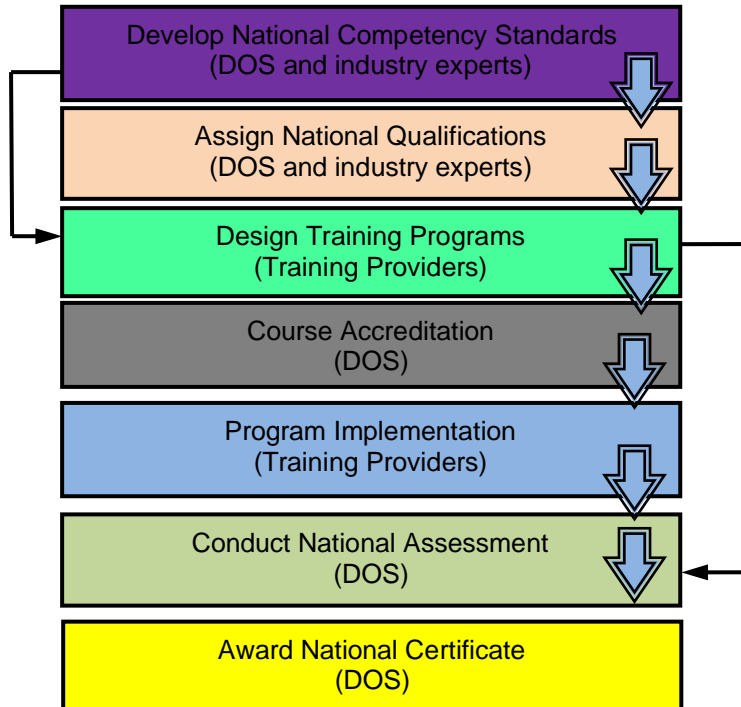 Develop National Competency Standards
(DOS and industry experts)
Assign National Qualifications
(DOS and industry experts)
Design Training Programs
(Training Providers)
Course Accreditation
(DOS)
Program Implementation
(Training Providers)
Conduct National Assessment
(DOS)
Award National Certificate
(DOS)